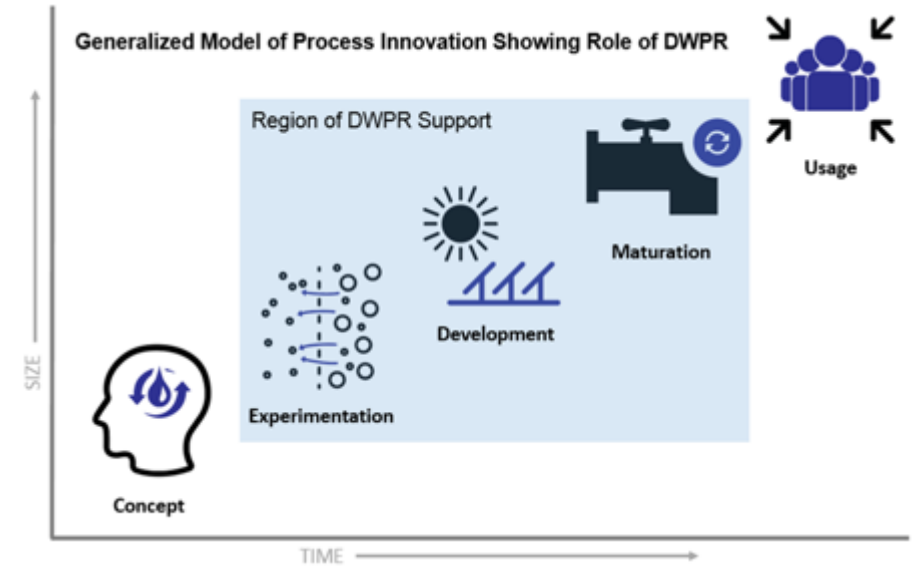 Generalized Model of Process Innovation Showing Role of DWPR
Region of DWPR Support
Usage
Maturation
Development
Experimentation
Concept
SIZE
TIME